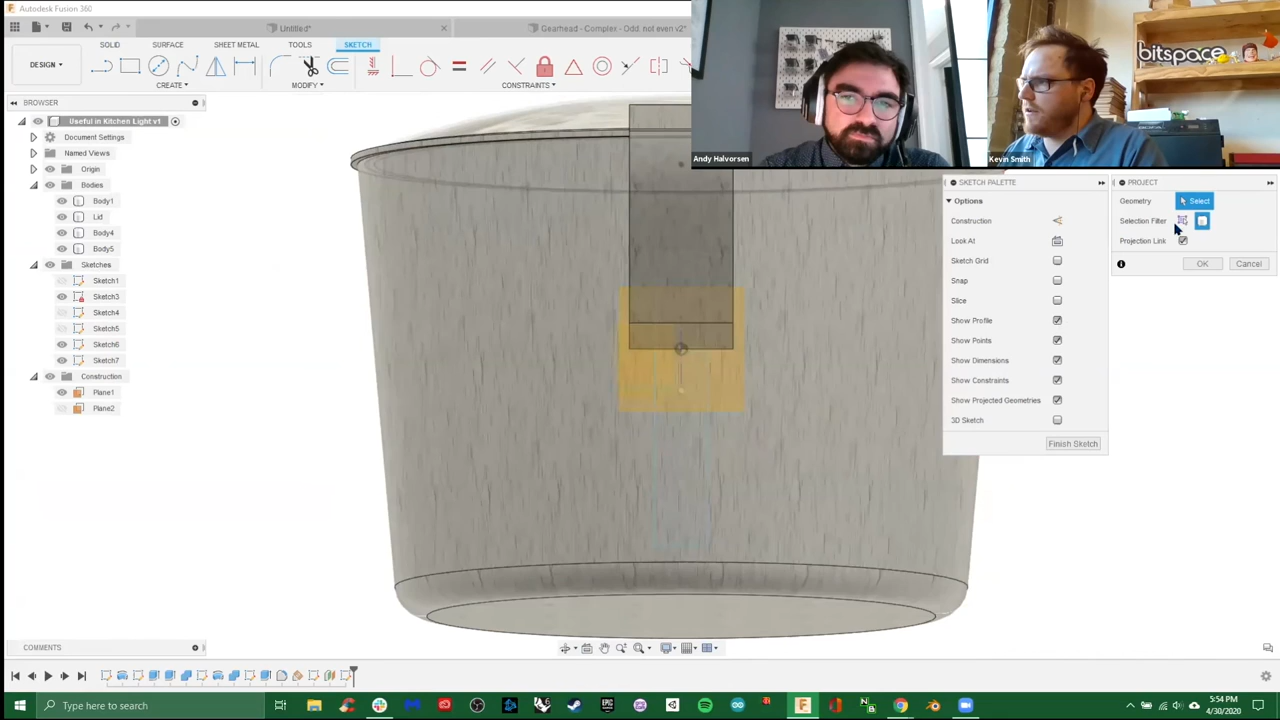 Autodesk Fusion 360
Untitled*
Gearhead - Complex - Odd: not even v2*
SOLID
SURFACE
SHEET METAL
TOOLS
SKETCH
DESIGN
CREATE
MODIFY
CONSTRAINTS
BROWSER
Useful in Kitchen Light v1
Document Settings
Named Views
Origin
Bodies
Body1
Lid
Body4
Body5
Sketches
Sketch1
Sketch3
Sketch4
Sketch5
Sketch6
Sketch7
Construction
Plane1
Plane2
bitspace
Andy Halvorsen
Kevin Smith
SKETCH PALETTE
Options
Construction
Look At
Sketch Grid
Snap
Slice
Show Profile
Show Points
Show Dimensions
Show Constraints
Show Projected Geometries
3D Sketch
Finish Sketch
PROJECT
Geometry
Select
Selection Filter
Projection Link
OK
Cancel
COMMENTS
Type here to search
5:54 PM
4/30/2020